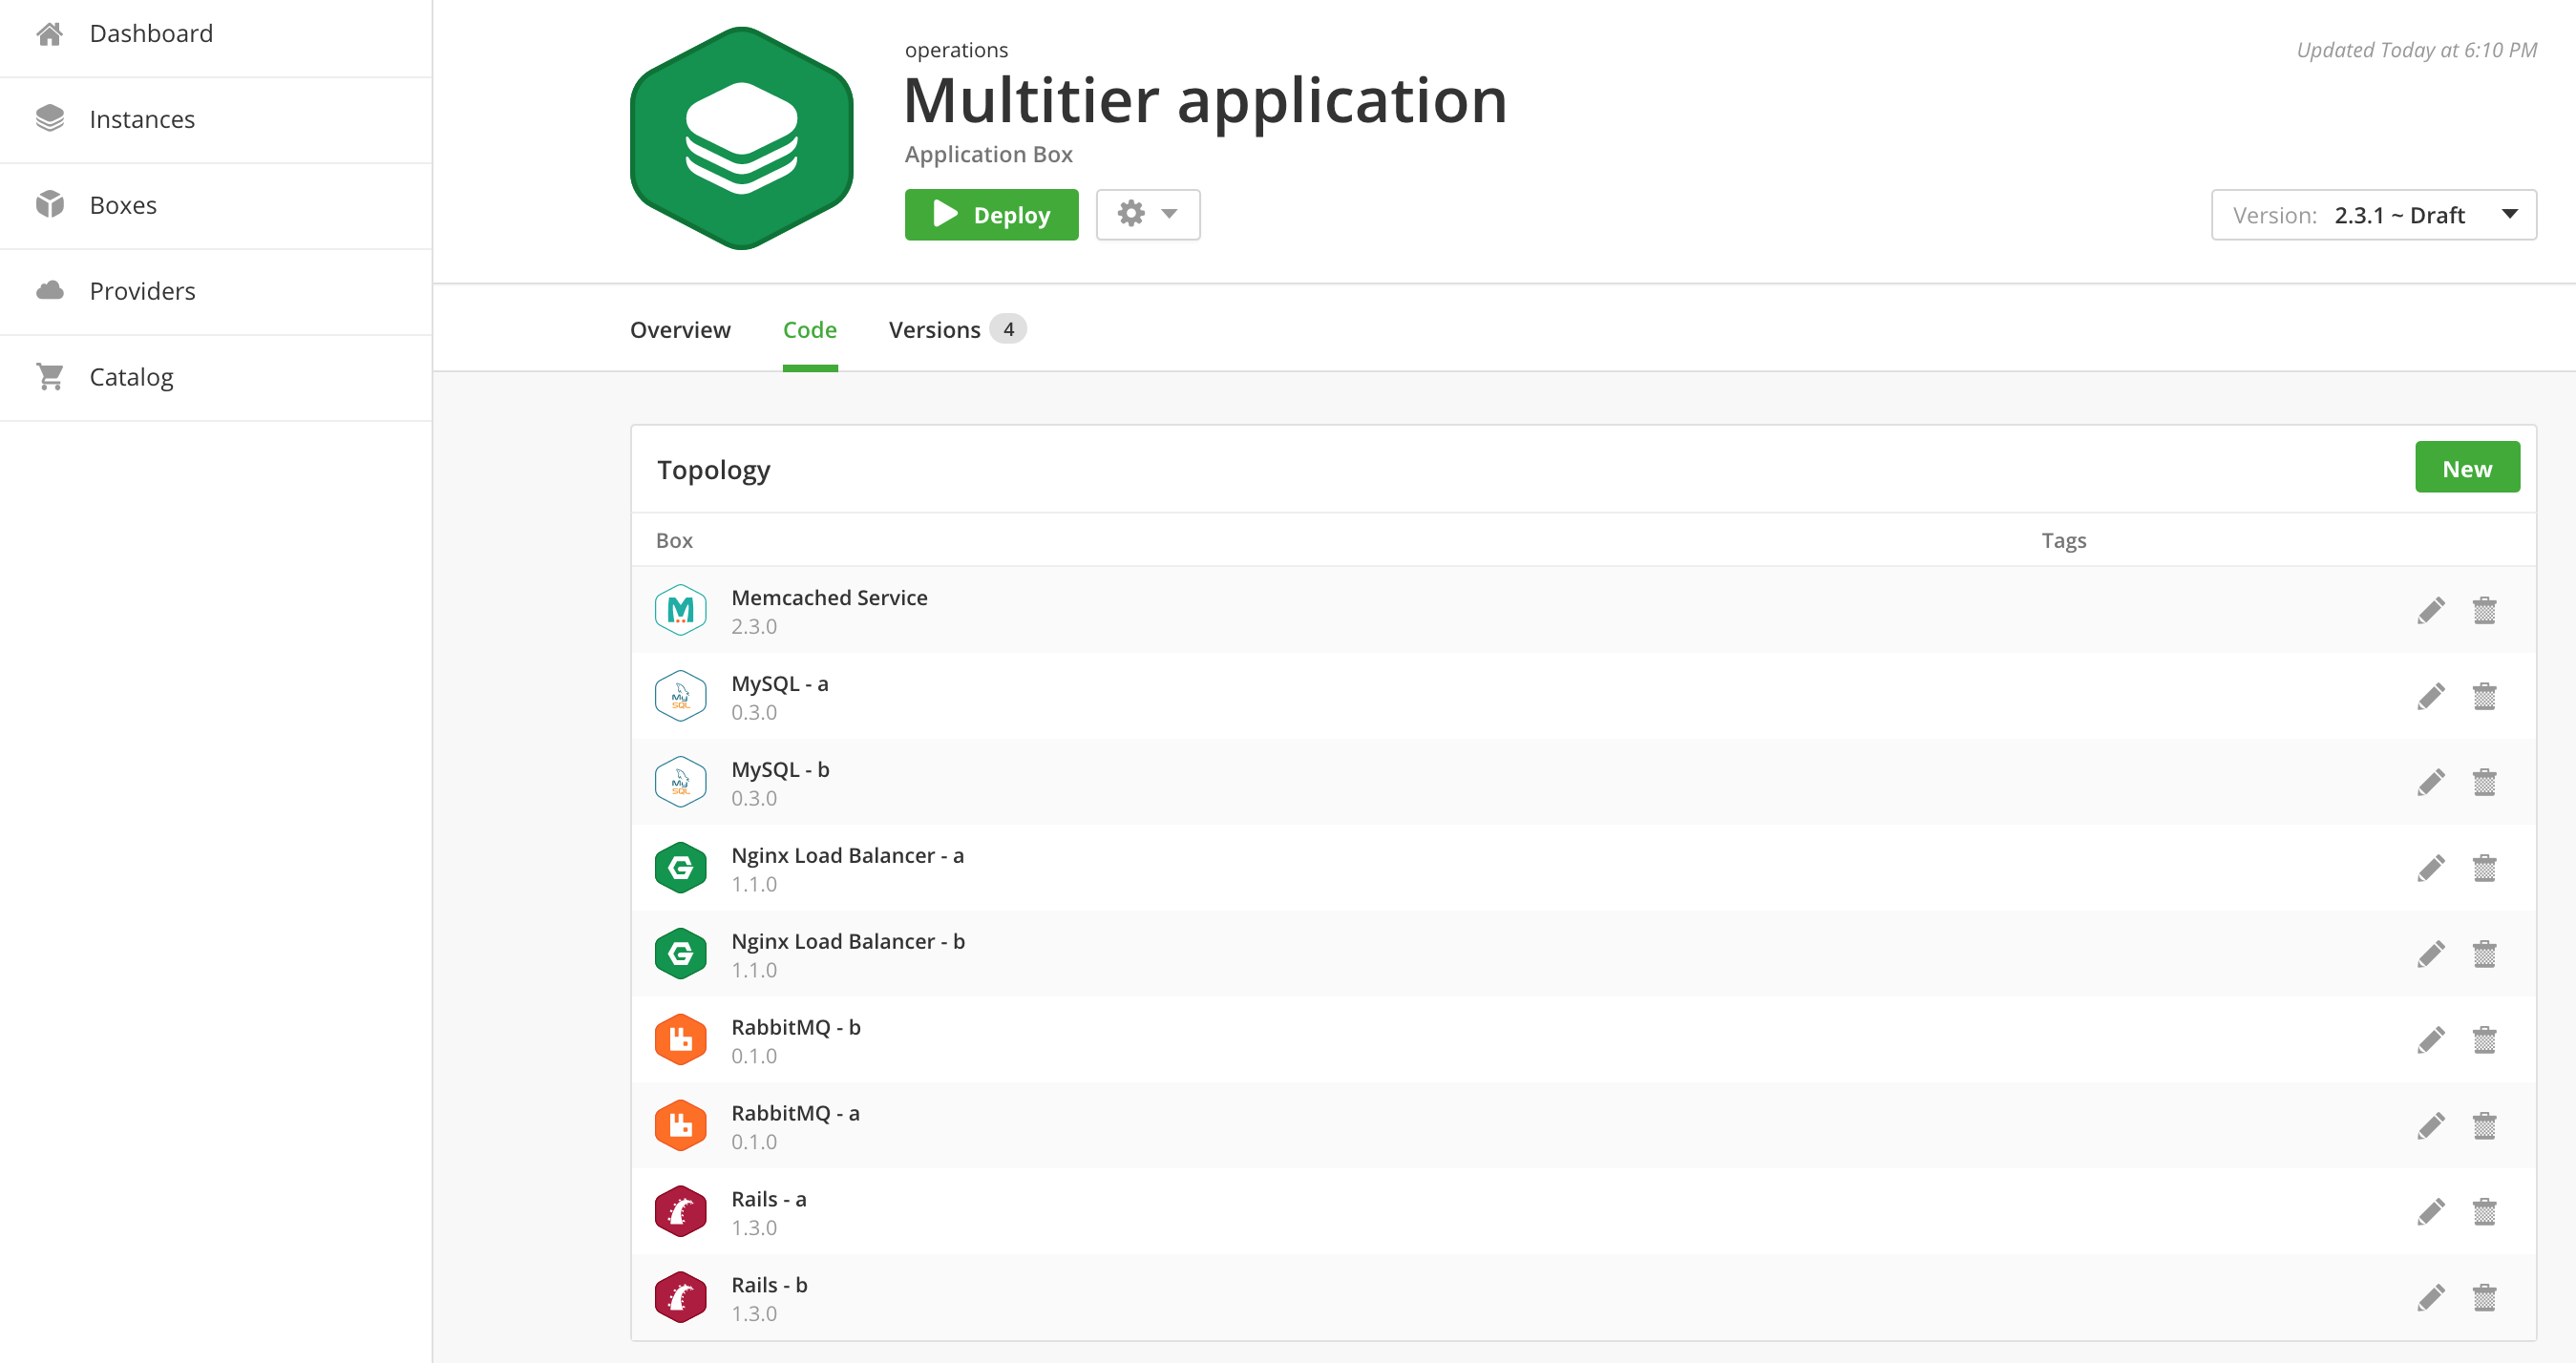 Dashboard
Instances
Boxes
Providers
Catalog
operations
Updated Today at 6:10 PM
Multitier application
Application Box
Deploy
Version: 2.3.1 ~ Draft
Overview Code Versions 4
Topology
New
Box Tags
Memcached Service
2.3.0
MySQL - a
0.3.0
MySQL - b
0.3.0
Nginx Load Balancer - a
1.1.0
Nginx Load Balancer - b
1.1.0
RabbitMQ - b
0.1.0
RabbitMQ - a
0.1.0
Rails - a
1.3.0
Rails - b
1.3.0